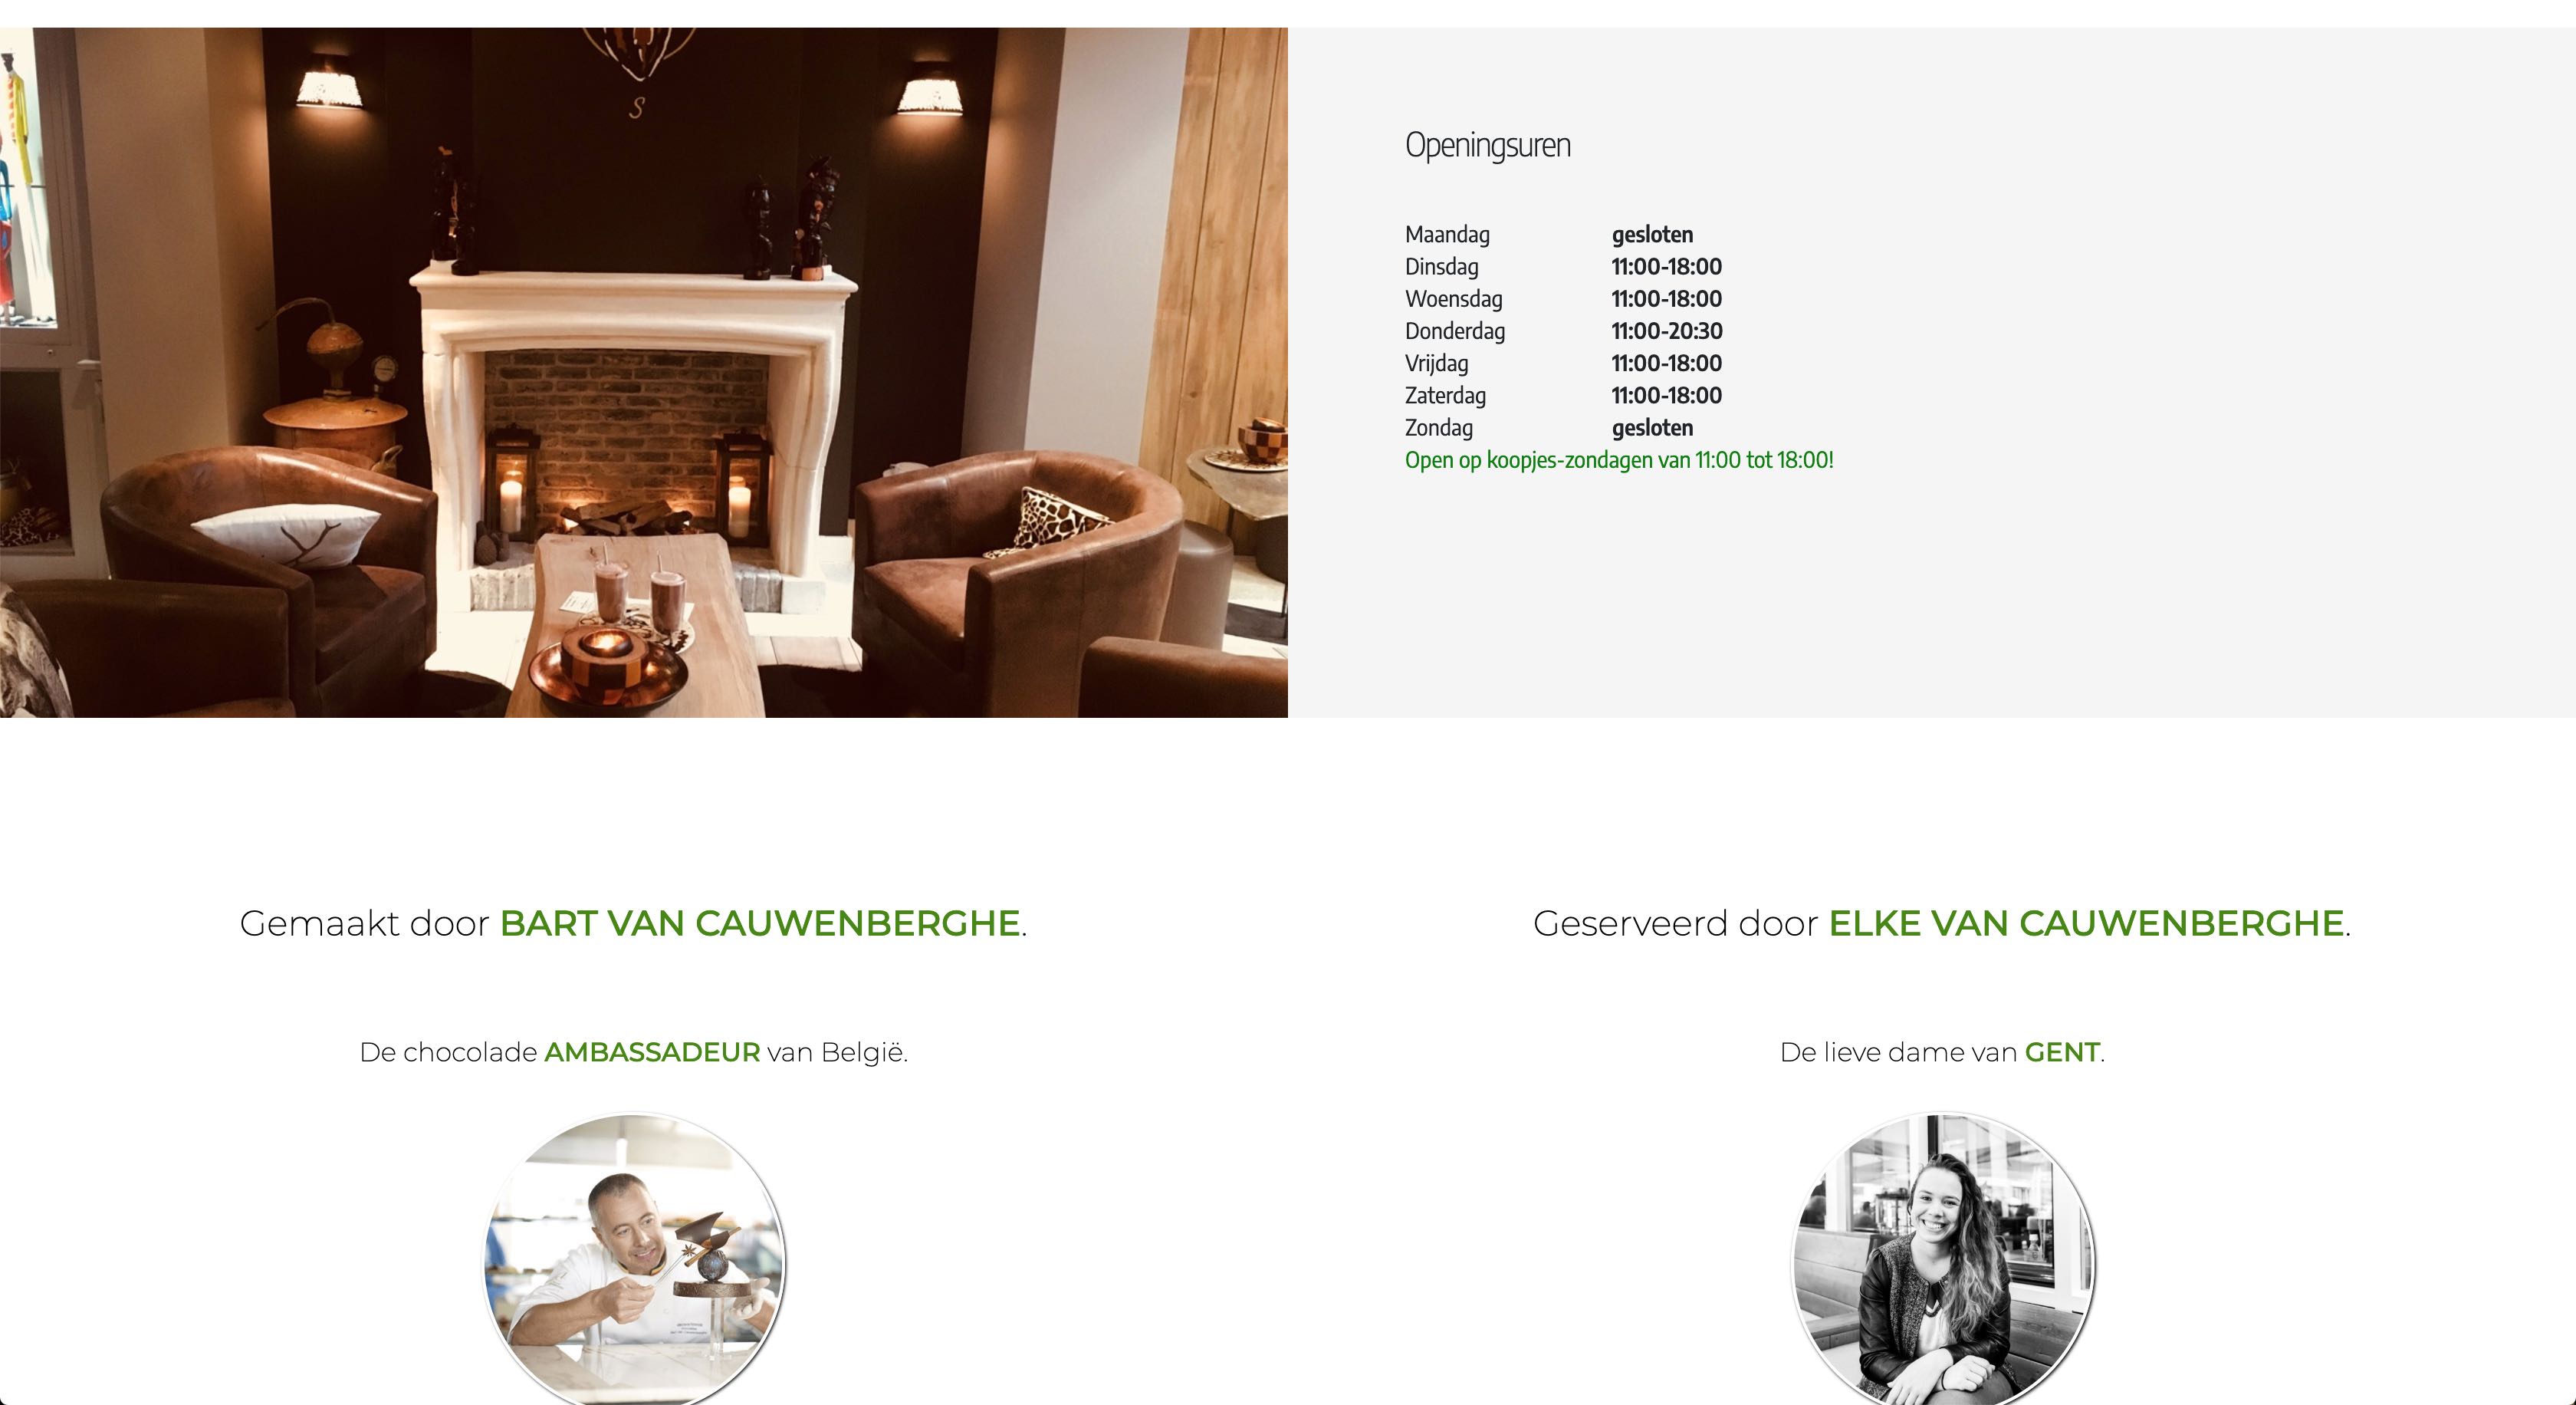 S
Openingsuren
Maandag gesloten
Dinsdag 11:00-18:00
Woensdag 11:00-18:00
Donderdag 11:00-20:30
Vrijdag 11:00-18:00
Zaterdag 11:00-18:00
Zondag gesloten
Open op koopjes-zondagen van 11:00 tot 18:00!
Gemaakt door BART VAN CAUWENBERGHE.
De chocolade AMBASSADEUR van België.
Geserveerd door ELKE VAN CAUWENBERGHE.
De lieve dame van GENT.